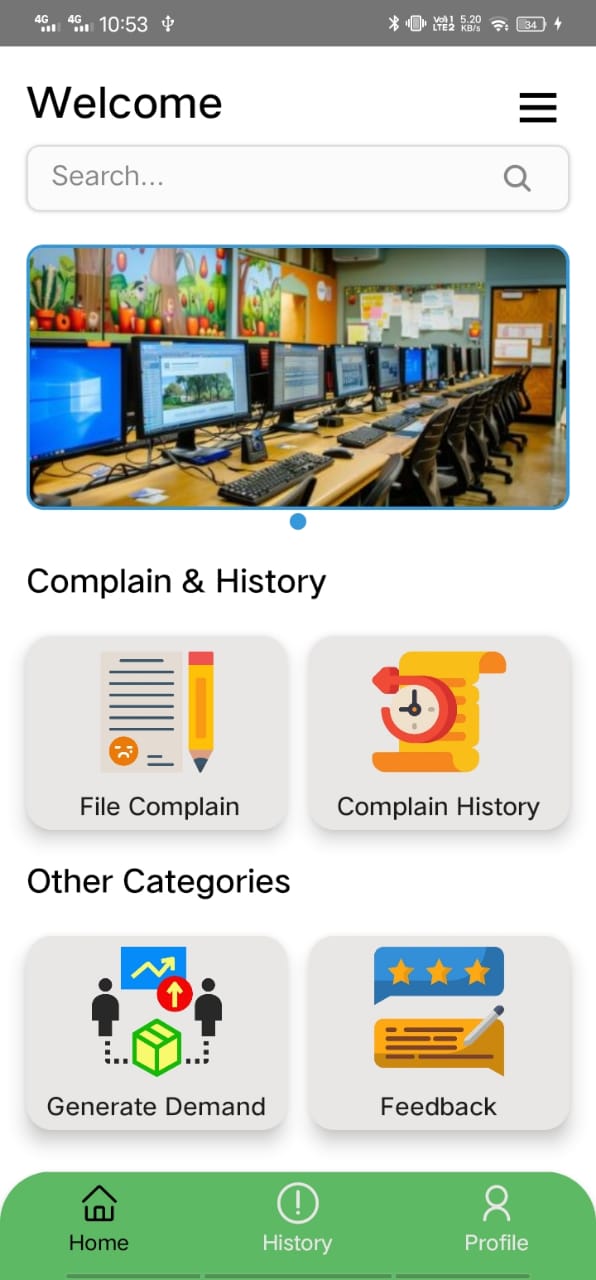 4G 4G 10:53 Vo)) 1 LTE2 5.20 KB/s 34
Welcome
Search...
Complain & History
File Complain Complain History
Other Categories
Generate Demand Feedback
Home History Profile